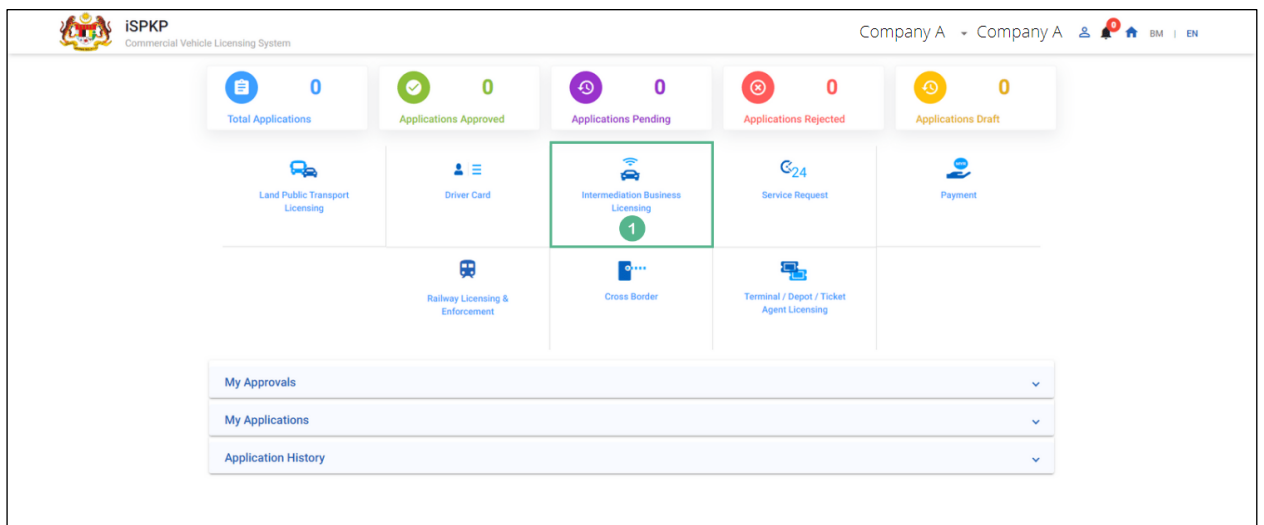 iSPKP
Commercial Vehicle Licensing System
Company A Company A 0 BM | EN
0 0 0 0 0
Total Applications Applications Approved Applications Pending Applications Rejected Applications Draft
24
Land Public Transport
Licensing
Driver Card
Intermediation Business
Licensing
1
Service Request
Payment
Railway Licensing &
Enforcement
Cross Border
Terminal / Depot / Ticket
Agent Licensing
My Approvals
My Applications
Application History